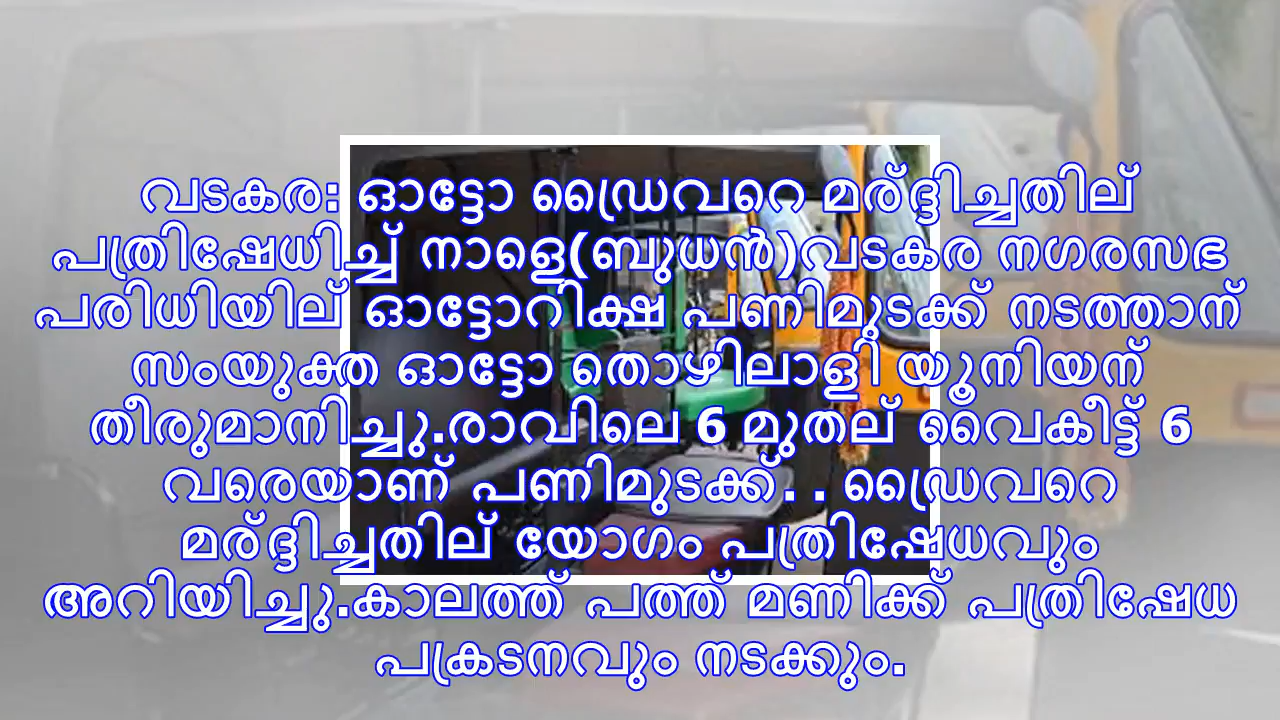 വടകര: ഓട്ടോ ഡ്രൈവറെ മര്ദ്ദിച്ചതില്
പത്രിഷേധിച്ച് നാളെ(ബുധൻ)വടകര നഗരസഭ
പരിധിയില് ഓട്ടോറിക്ഷ പണിമുടക്ക് നടത്താന്
സംയുക്ത ഓട്ടോ തൊഴിലാളി യൂനിയന്
തീരുമാനിച്ചു.രാവിലെ 6 മുതല് വൈകീട്ട് 6
വരെയാണ് പണിമുടക്ക്. . ഡ്രൈവറെ
മര്ദ്ദിച്ചതില് യോഗം പത്രിഷേധവും
അറിയിച്ചു.കാലത്ത് പത്ത് മണിക്ക് പത്രിഷേധ
പക്രടനവും നടക്കും.